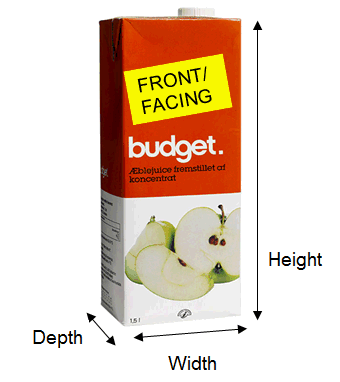 FRONT/
FACING
budget.
Æblejuice fremstillet af
koncentrat
1.5 l
Height
Depth
Width